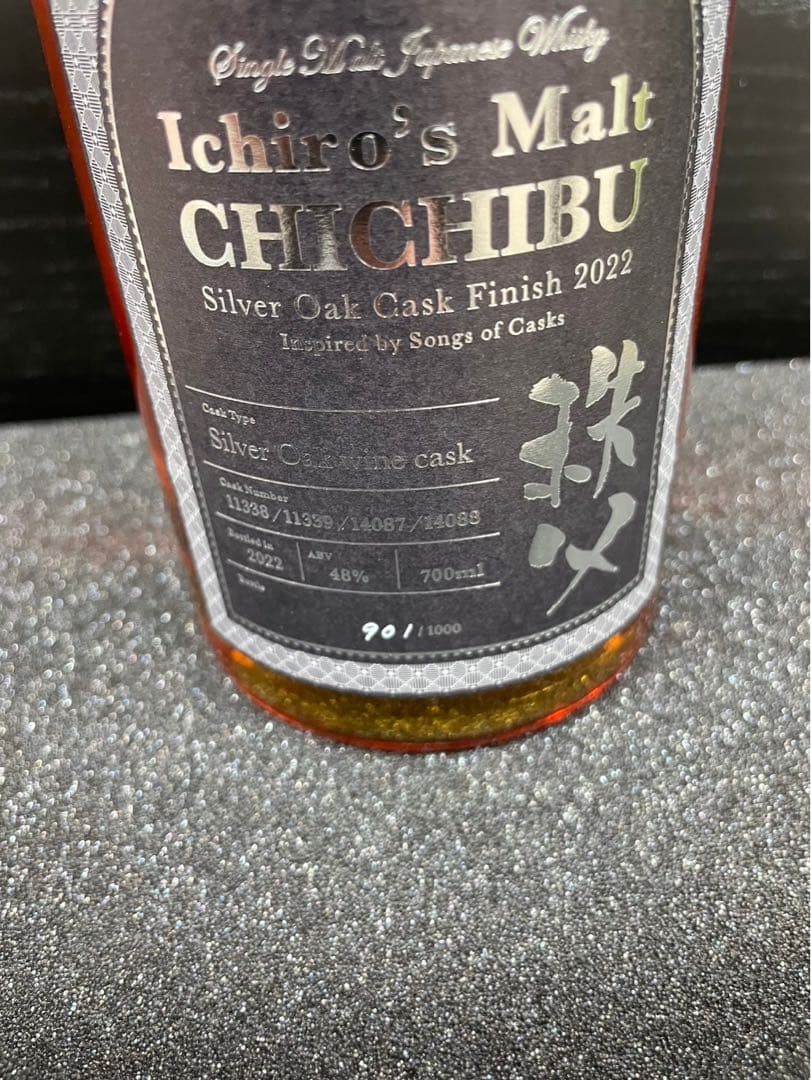 Single Malt Japanese Whisky
Ichiro's Malt
CHICHIBU
Silver Oak Cask Finish 2022
Inspired by Songs of Casks
秩父
Cask Type
Silver Oak wine cask
Cask Number
11338/11339/14087/14088
Bottled in
2022
ABV
48%
700ml
Bottle
901/1000